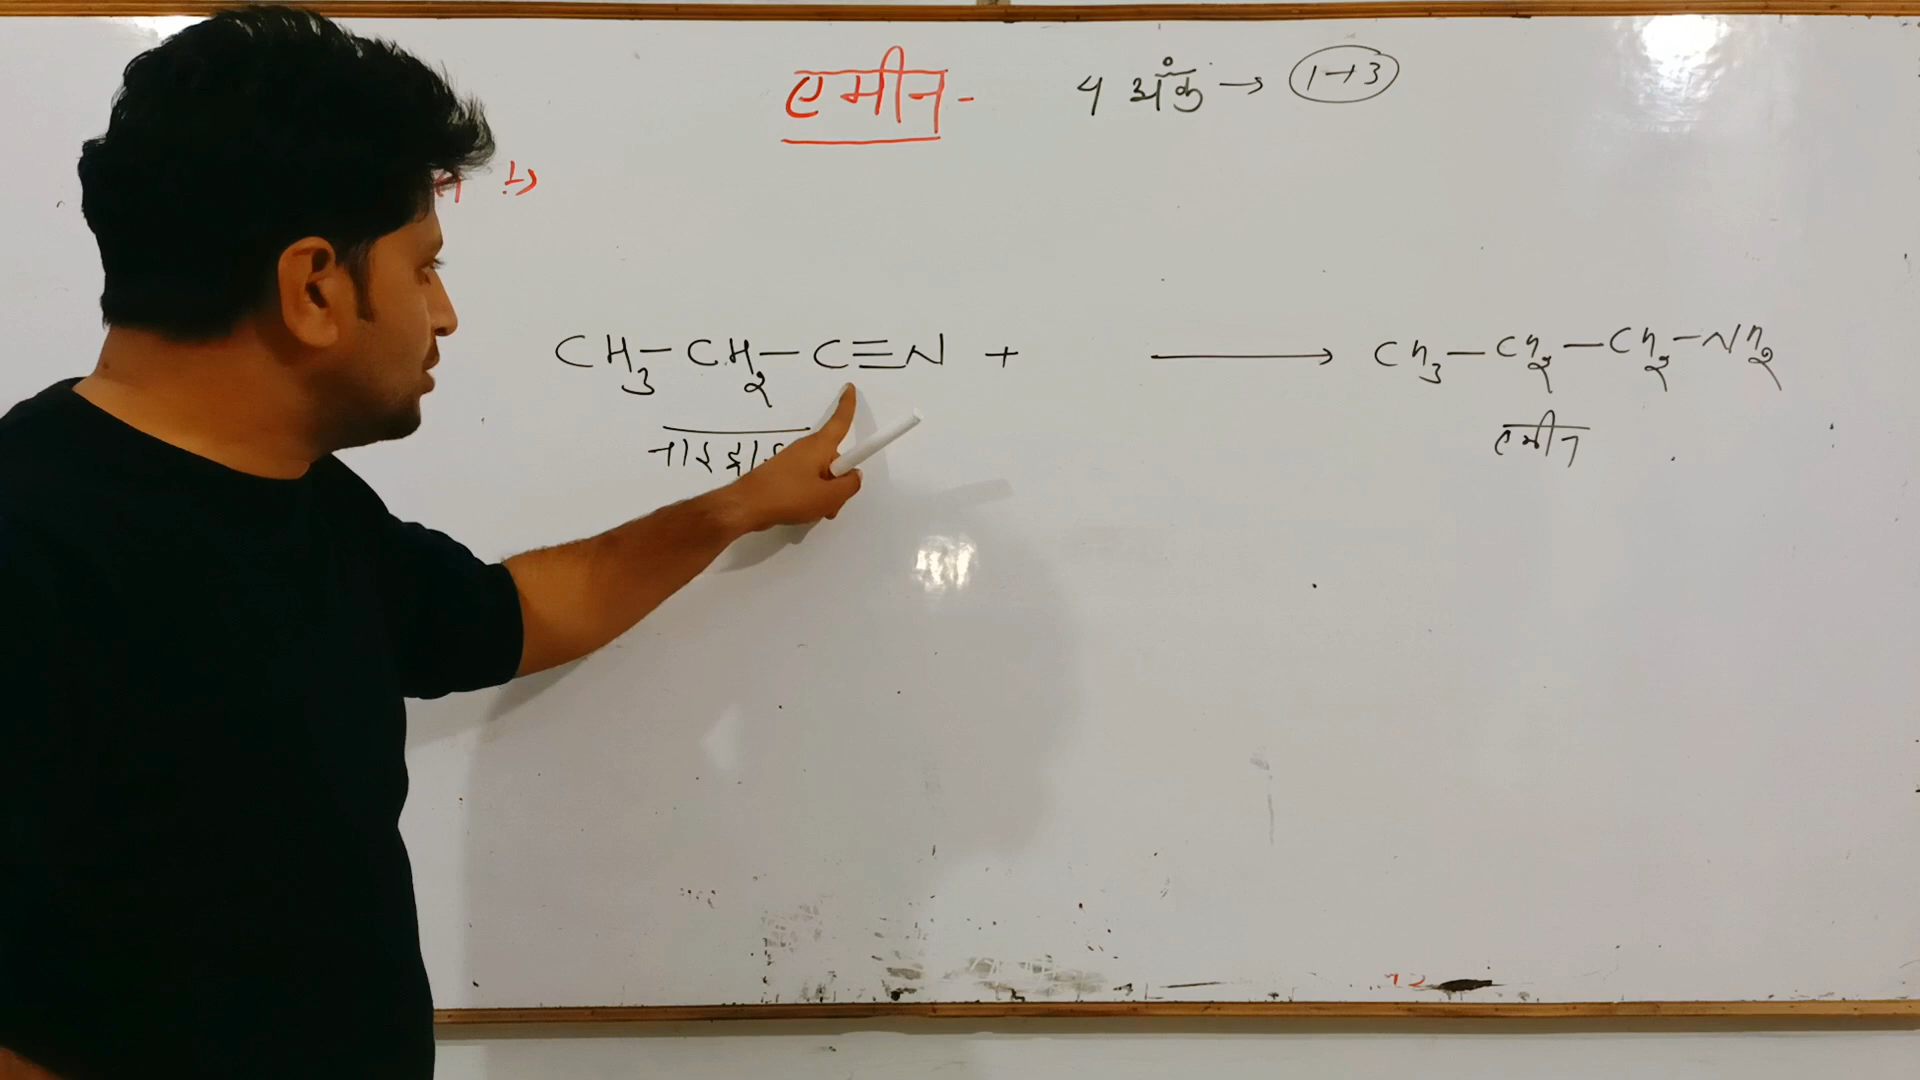 एमीन - 4 अंक → 1→3
CH₃-CH₂-C≡N + → CH₃-CH₂-CH₂-NH₂
एमीन